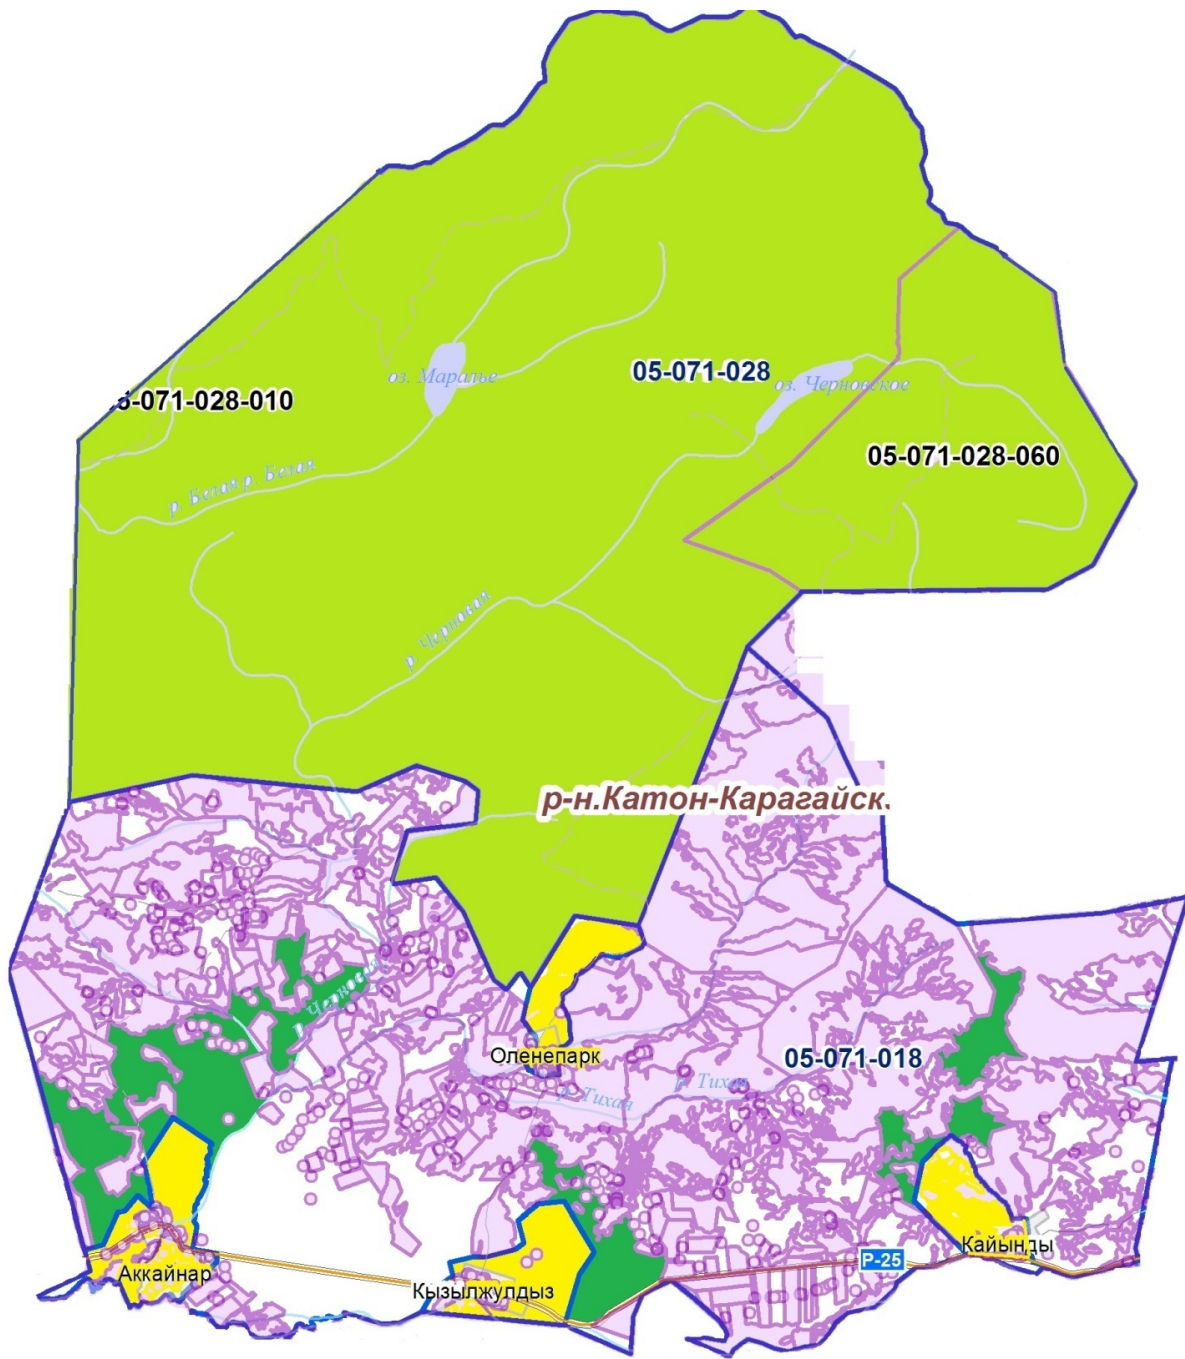 оз. Маралье
05-071-028
оз. Черновское
-071-028-010
05-071-028-060
р. Белая р. Белая
р. Черновая
р-н.Катон-Карагайск.
р. Черновая
Оленепарк
05-071-018
р. Тихая
р. Тихая
Кайынды
Р-25
Аккайнар
Кызылжулдыз